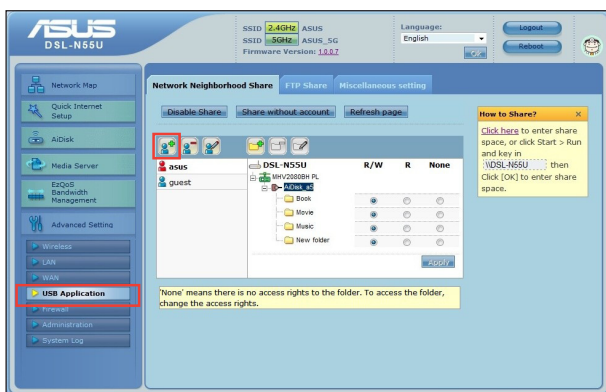 ASUS
DSL-N55U
SSID 2.4GHz ASUS
SSID 5GHz ASUS_5G
Firmware Version: 1.0.0.7
Language:
English
Logout
Reboot
Network Map
Quick Internet
Setup
AiDisk
Media Server
EzQoS
Bandwidth
Management
Advanced Setting
Wireless
LAN
WAN
USB Application
Firewall
Administration
System Log
Network Neighborhood Share FTP Share Miscellaneous setting
Disable Share Share without account Refresh page
asus
guest
DSL-N55U R/W R None
MHV2080BH PL
AiDisk_a5
Book
Movie
Music
New folder
Apply
'None' means there is no access rights to the folder. To access the folder,
change the access rights.
How to Share? x
Click here to enter share
space, or click Start > Run
and key in
\\DSL-N55U then
Click [OK] to enter share
space.